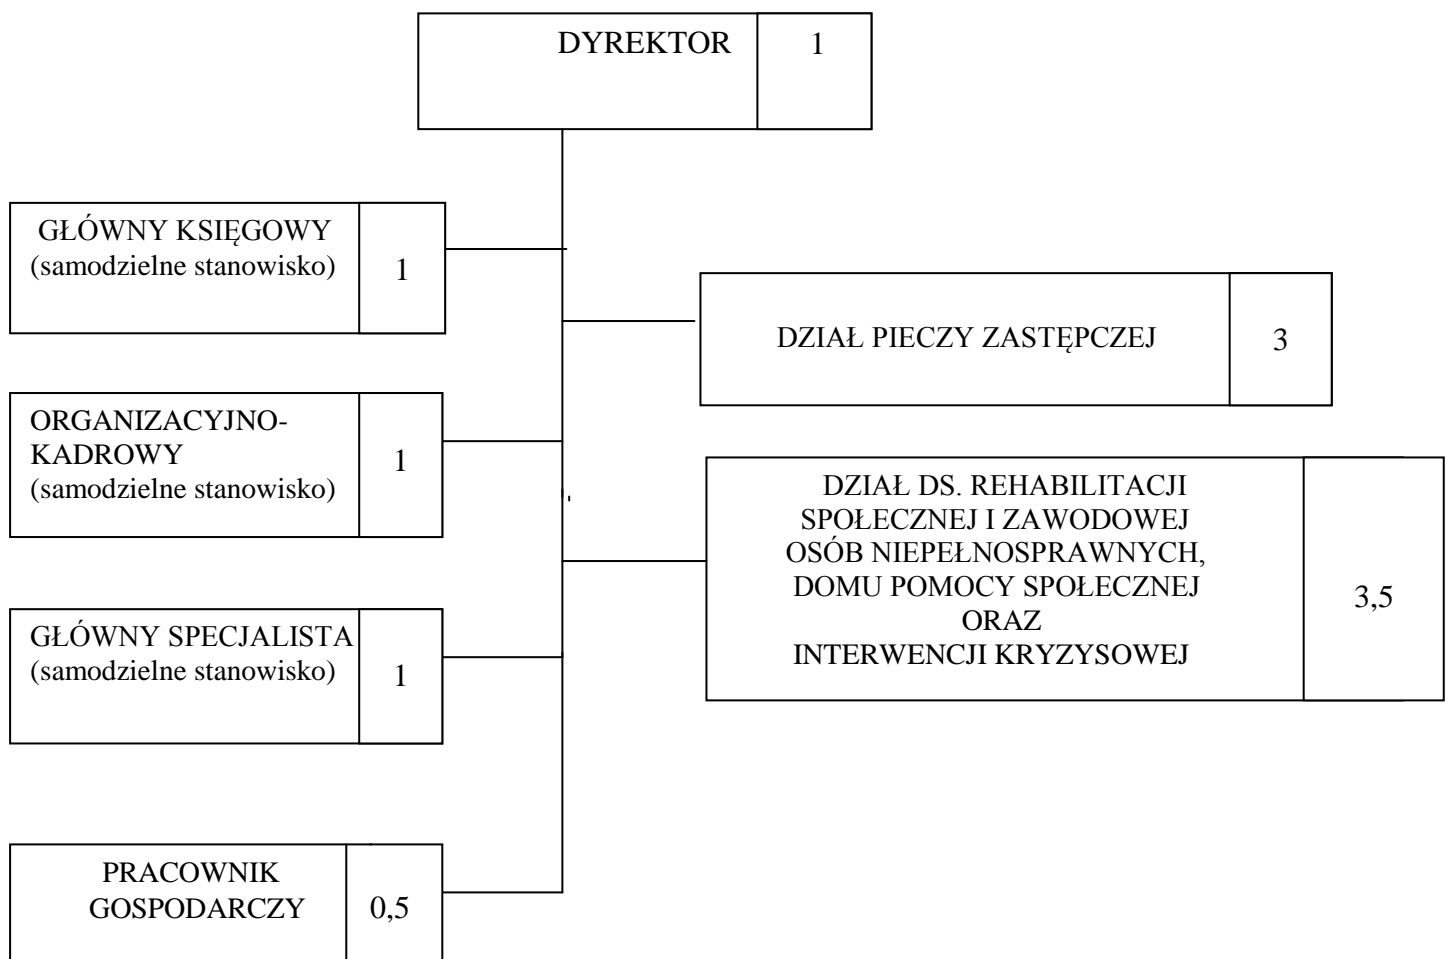 DYREKTOR 1
GŁÓWNY KSIĘGOWY
(samodzielne stanowisko) 1
DZIAŁ PIECZY ZASTĘPCZEJ 3
ORGANIZACYJNO-
KADROWY
(samodzielne stanowisko) 1
DZIAŁ DS. REHABILITACJI
SPOŁECZNEJ I ZAWODOWEJ
OSÓB NIEPEŁNOSPRAWNYCH,
DOMU POMOCY SPOŁECZNEJ
ORAZ
INTERWENCJI KRYZYSOWEJ
3,5
GŁÓWNY SPECJALISTA
(samodzielne stanowisko) 1
PRACOWNIK
GOSPODARCZY 0,5